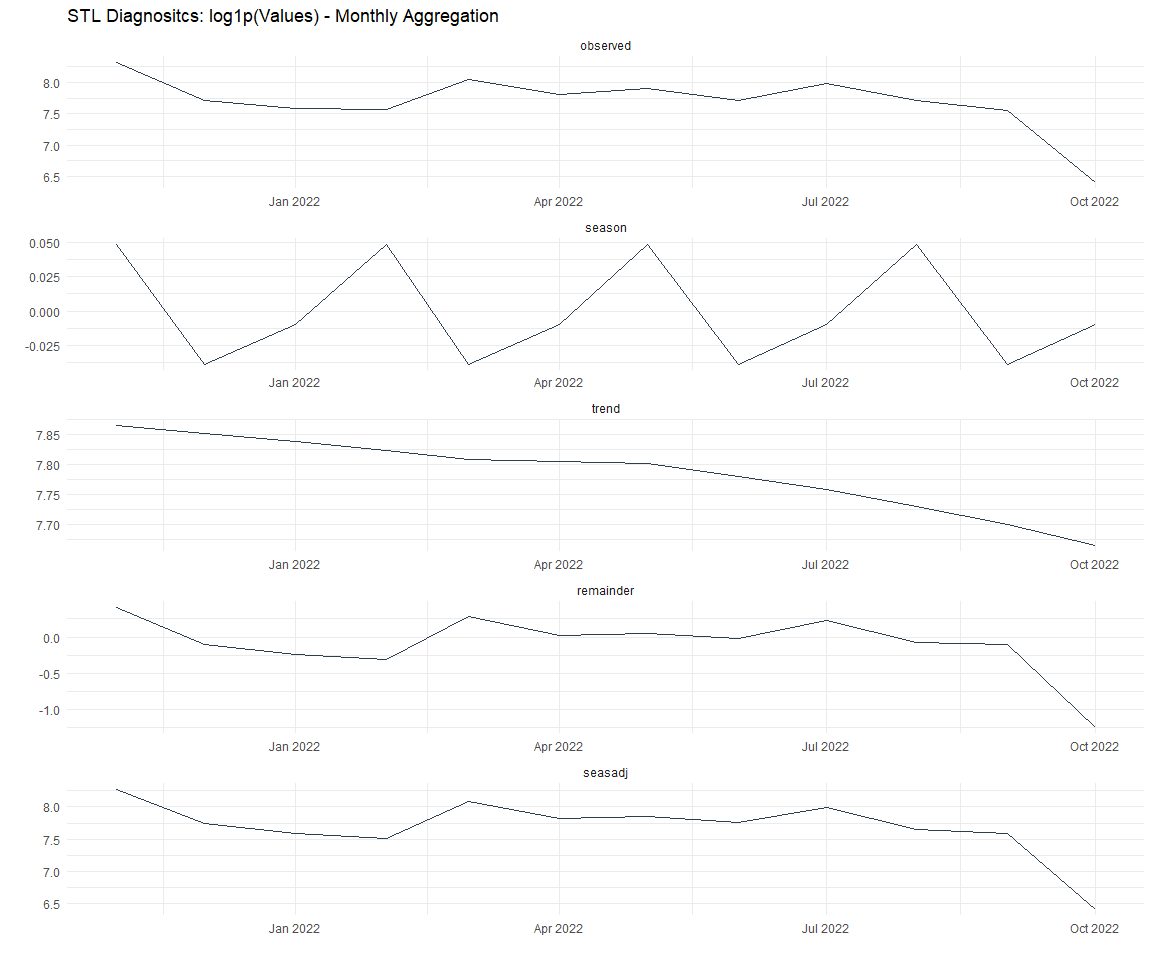 STL Diagnositcs: log1p(Values) - Monthly Aggregation
observed
8.0
7.5
7.0
6.5
Jan 2022 Apr 2022 Jul 2022 Oct 2022
season
0.050
0.025
0.000
-0.025
Jan 2022 Apr 2022 Jul 2022 Oct 2022
trend
7.85
7.80
7.75
7.70
Jan 2022 Apr 2022 Jul 2022 Oct 2022
remainder
0.0
-0.5
-1.0
Jan 2022 Apr 2022 Jul 2022 Oct 2022
seasadj
8.0
7.5
7.0
6.5
Jan 2022 Apr 2022 Jul 2022 Oct 2022